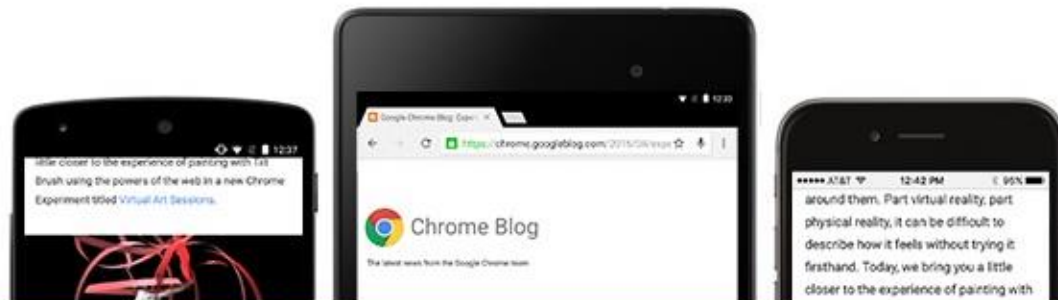 12:37
little closer to the experience of painting with Tilt
Brush using the powers of the web in a new Chrome
Experiment titled Virtual Art Sessions.
12:39
Google Chrome Blog: Exper
https://chrome.googleblog.com/2016/04/expe
Chrome Blog
The latest news from the Google Chrome team
AT&T 12:42 PM 95%
around them. Part virtual reality, part
physical reality, it can be difficult to
describe how it feels without trying it
firsthand. Today, we bring you a little
closer to the experience of painting with